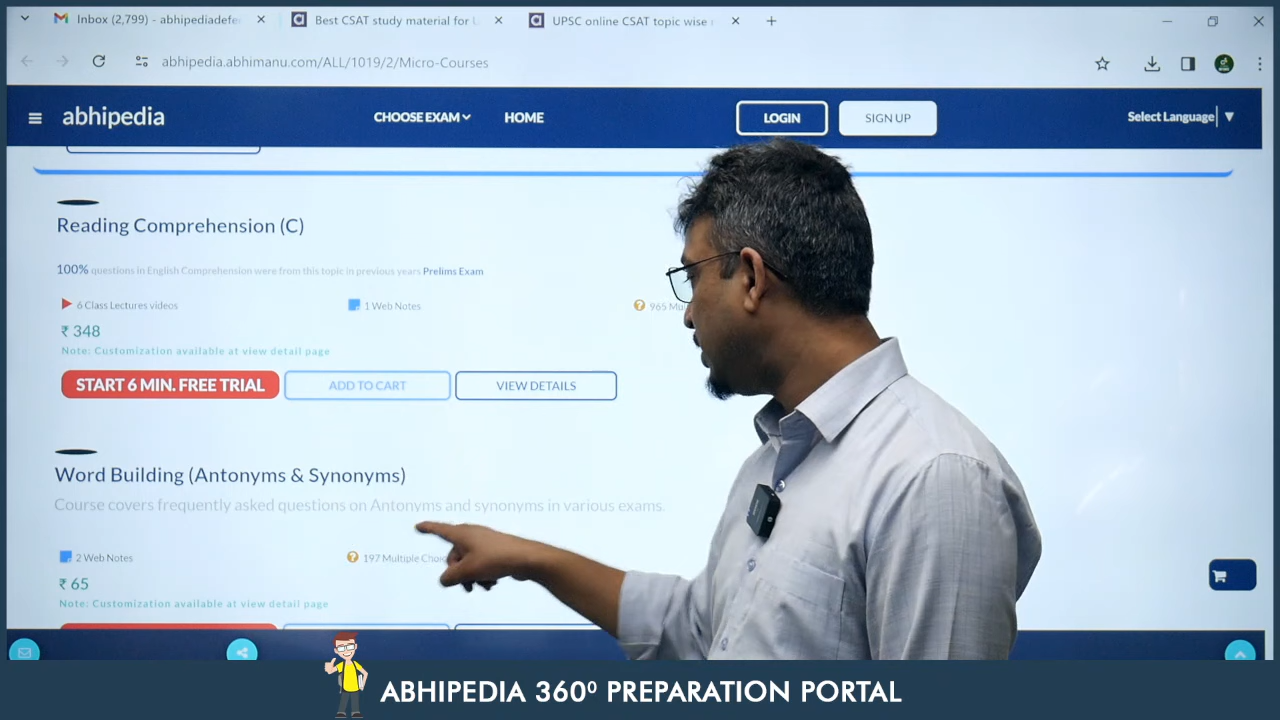 Inbox (2,799) - abhipediadefe
Best CSAT study material for
UPSC online CSAT topic wise
abhipedia.abhimanu.com/ALL/1019/2/Micro-Courses
abhipedia
CHOOSE EXAM
HOME
LOGIN
SIGN UP
Select Language
Reading Comprehension (C)
100% questions in English Comprehension were from this topic in previous years Prelims Exam
6 Class Lectures videos
1 Web Notes
965
₹ 348
Note: Customization available at view detail page
START 6 MIN. FREE TRIAL
ADD TO CART
VIEW DETAILS
Word Building (Antonyms & Synonyms)
Course covers frequently asked questions on Antonyms and synonyms in various exams.
2 Web Notes
197 Multiple
₹ 65
Note: Customization available at view detail page
ABHIPEDIA 360⁰ PREPARATION PORTAL